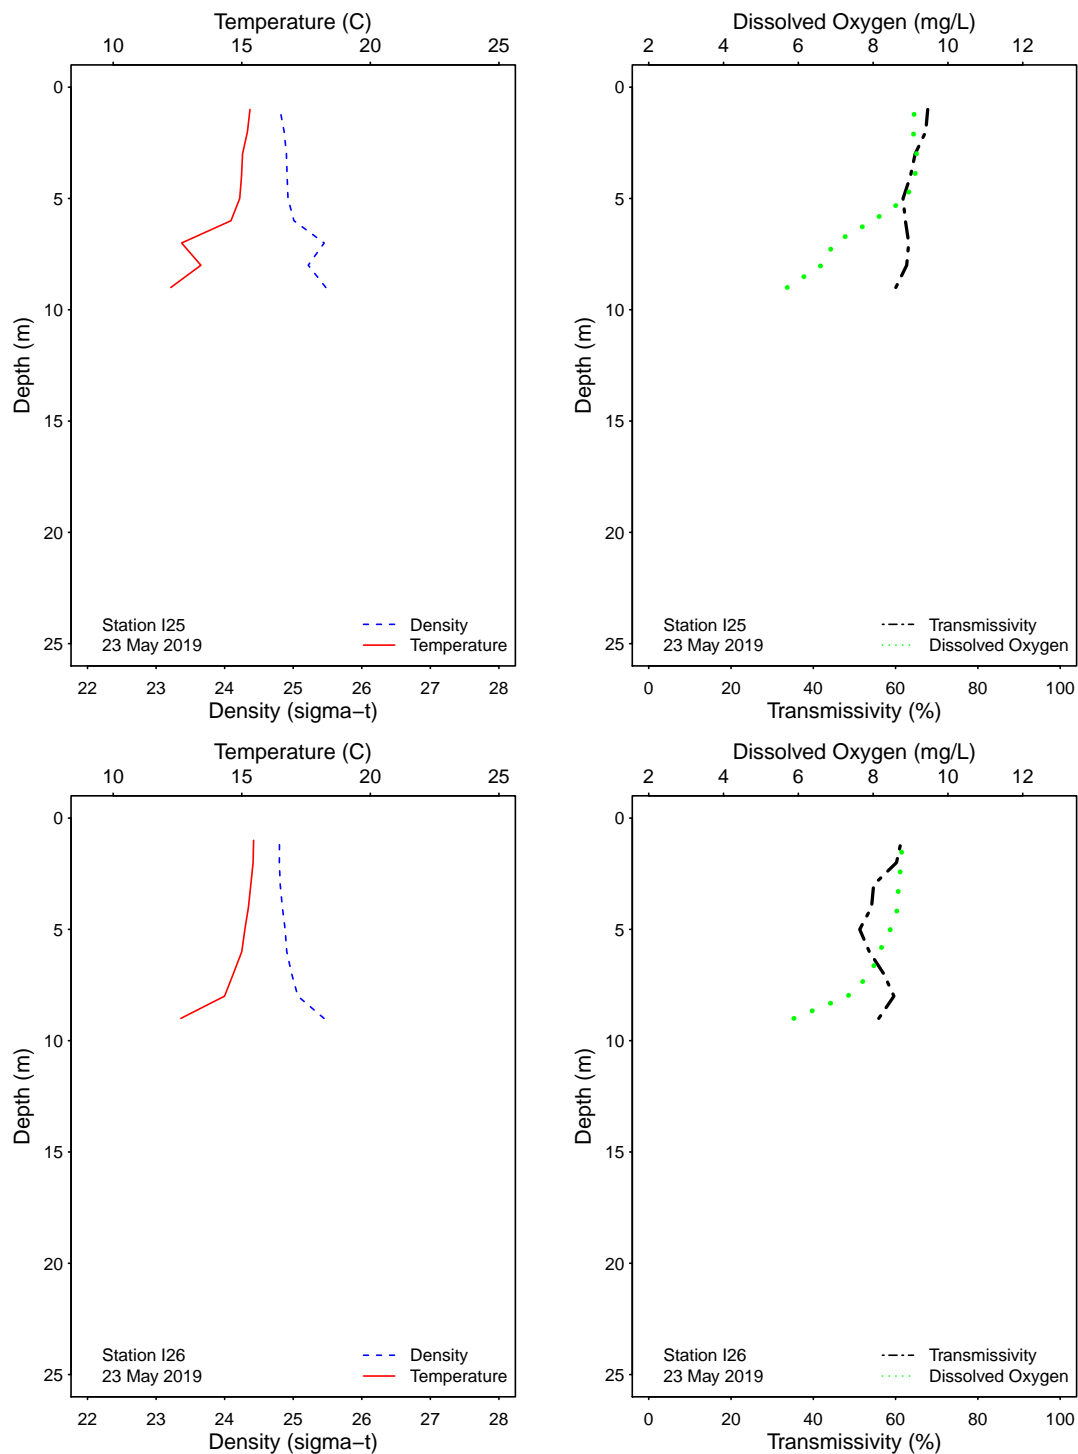 Temperature (C)
10 15 20 25
0
5
10
15
20
25
Depth (m)
Station I25
23 May 2019
Density
Temperature
22 23 24 25 26 27 28
Density (sigma−t)
Dissolved Oxygen (mg/L)
2 4 6 8 10 12
0
5
10
15
20
25
Depth (m)
Station I25
23 May 2019
Transmissivity
Dissolved Oxygen
0 20 40 60 80 100
Transmissivity (%)
Temperature (C)
10 15 20 25
0
5
10
15
20
25
Depth (m)
Station I26
23 May 2019
Density
Temperature
22 23 24 25 26 27 28
Density (sigma−t)
Dissolved Oxygen (mg/L)
2 4 6 8 10 12
0
5
10
15
20
25
Depth (m)
Station I26
23 May 2019
Transmissivity
Dissolved Oxygen
0 20 40 60 80 100
Transmissivity (%)